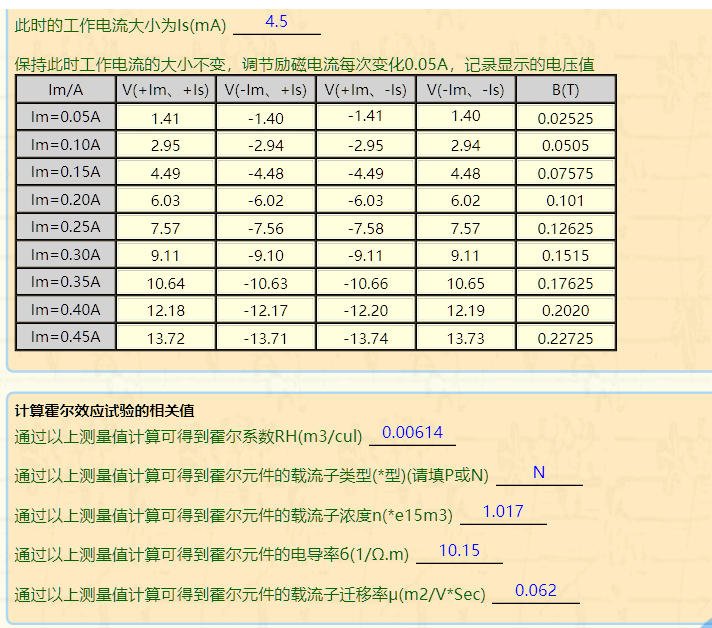 此时的工作电流大小为Is(mA) 4.5
保持此时工作电流的大小不变，调节励磁电流每次变化0.05A，记录显示的电压值
Im/A V(+Im、+Is) V(-Im、+Is) V(+Im、-Is) V(-Im、-Is) B(T)
Im=0.05A 1.41 -1.40 -1.41 1.40 0.02525
Im=0.10A 2.95 -2.94 -2.95 2.94 0.0505
Im=0.15A 4.49 -4.48 -4.49 4.48 0.07575
Im=0.20A 6.03 -6.02 -6.03 6.02 0.101
Im=0.25A 7.57 -7.56 -7.58 7.57 0.12625
Im=0.30A 9.11 -9.10 -9.11 9.11 0.1515
Im=0.35A 10.64 -10.63 -10.66 10.65 0.17625
Im=0.40A 12.18 -12.17 -12.20 12.19 0.2020
Im=0.45A 13.72 -13.71 -13.74 13.73 0.22725
计算霍尔效应试验的相关值
通过以上测量值计算可得到霍尔系数RH(m3/cul) 0.00614
通过以上测量值计算可得到霍尔元件的载流子类型(*型)(请填P或N) N
通过以上测量值计算可得到霍尔元件的载流子浓度n(*e15m3) 1.017
通过以上测量值计算可得到霍尔元件的电导率б(1/Ω.m) 10.15
通过以上测量值计算可得到霍尔元件的载流子迁移率μ(m2/V*Sec) 0.062